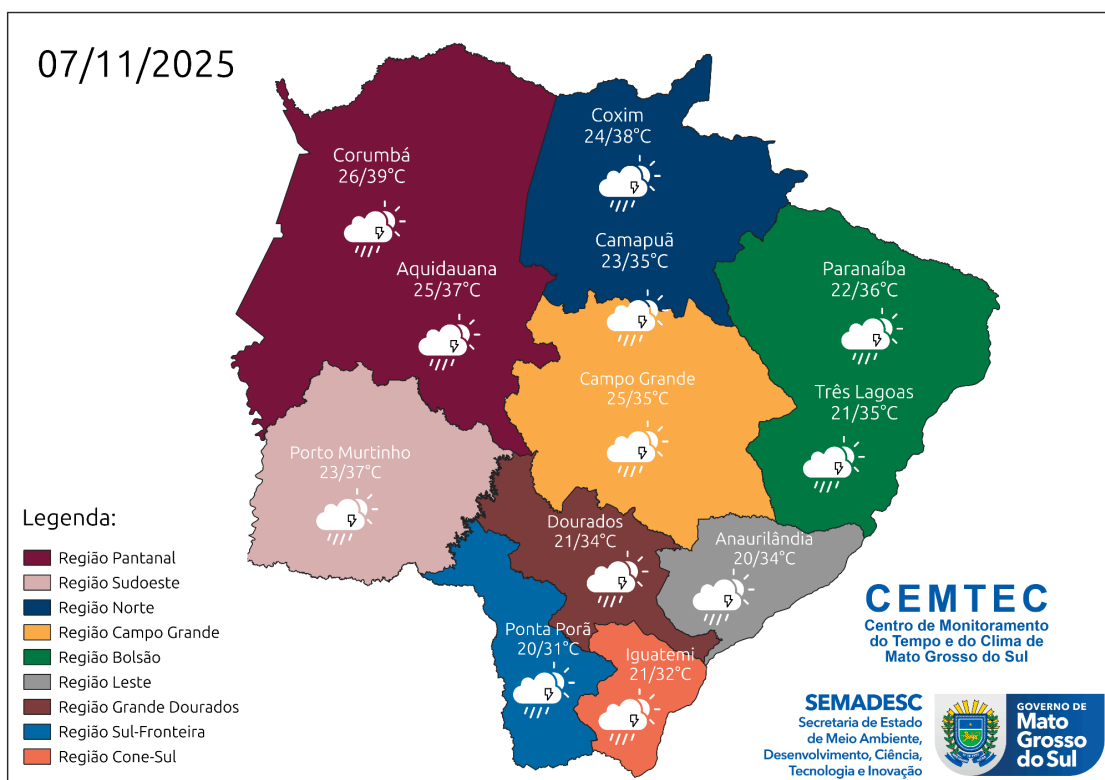 07/11/2025
Coxim
24/38°C
Corumbá
26/39°C
Camapuã
23/35°C
Aquidauana
25/37°C
Paranaíba
22/36°C
Campo Grande
25/35°C
Três Lagoas
21/35°C
Porto Murtinho
23/37°C
Dourados
21/34°C
Anaurilândia
20/34°C
Ponta Porã
20/31°C
Iguatemi
21/32°C
Legenda:
Região Pantanal
Região Sudoeste
Região Norte
Região Campo Grande
Região Bolsão
Região Leste
Região Grande Dourados
Região Sul-Fronteira
Região Cone-Sul
CEMTEC
Centro de Monitoramento
do Tempo e do Clima de
Mato Grosso do Sul
SEMADESC
Secretaria de Estado
de Meio Ambiente,
Desenvolvimento, Ciência,
Tecnologia e Inovação
GOVERNO DE
Mato
Grosso
do Sul